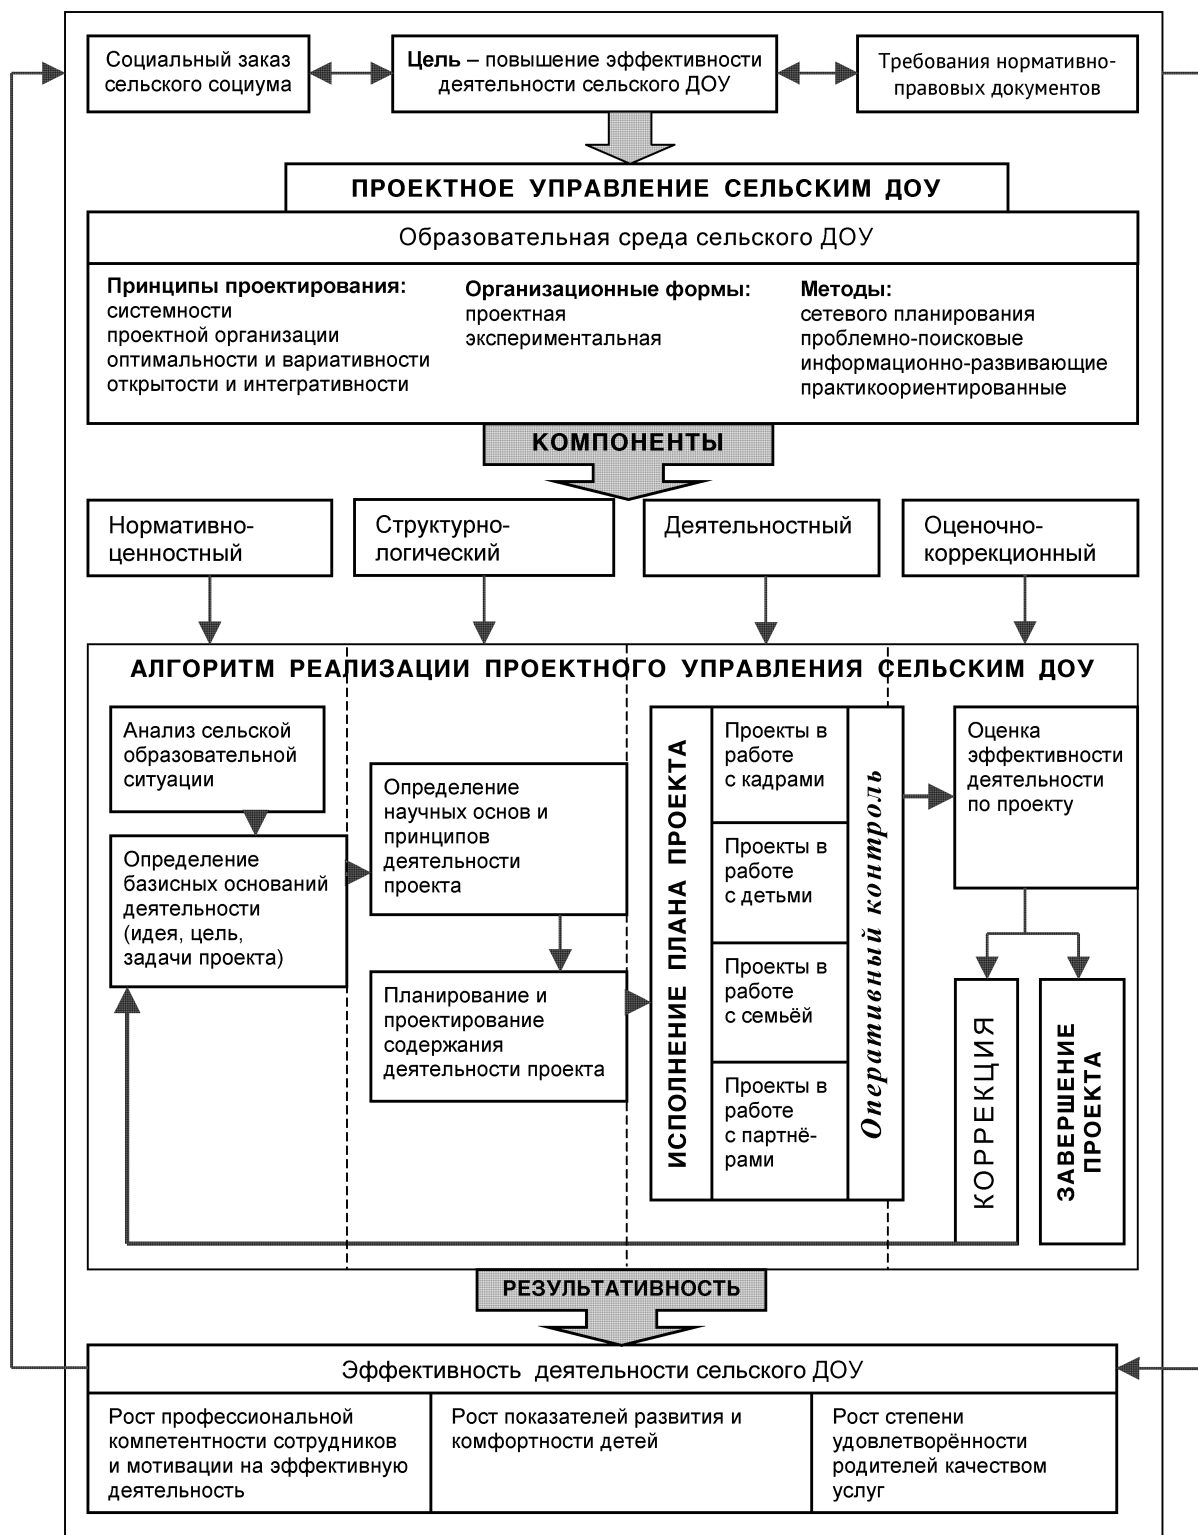 Социальный заказ
сельского социума
Цель – повышение эффективности
деятельности сельского ДОУ
Требования нормативно-
правовых документов
ПРОЕКТНОЕ УПРАВЛЕНИЕ СЕЛЬСКИМ ДОУ
Образовательная среда сельского ДОУ
Принципы проектирования:
системности
проектной организации
оптимальности и вариативности
открытости и интегративности
Организационные формы:
проектная
экспериментальная
Методы:
сетевого планирования
проблемно-поисковые
информационно-развивающие
практикоориентированные
КОМПОНЕНТЫ
Нормативно-
ценностный
Структурно-
логический
Деятельностный
Оценочно-
коррекционный
АЛГОРИТМ РЕАЛИЗАЦИИ ПРОЕКТНОГО УПРАВЛЕНИЯ СЕЛЬСКИМ ДОУ
Анализ сельской
образовательной
ситуации
Определение
базисных оснований
деятельности
(идея, цель,
задачи проекта)
Определение
научных основ и
принципов
деятельности
проекта
Планирование и
проектирование
содержания
деятельности проекта
ИСПОЛНЕНИЕ ПЛАНА ПРОЕКТА
Проекты в
работе
с кадрами
Проекты в
работе
с детьми
Проекты в
работе
с семьёй
Проекты в
работе
с партнё-
рами
Оперативный контроль
Оценка
эффективности
деятельности
по проекту
КОРРЕКЦИЯ
ЗАВЕРШЕНИЕ
ПРОЕКТА
РЕЗУЛЬТАТИВНОСТЬ
Эффективность деятельности сельского ДОУ
Рост профессиональной
компетентности сотрудников
и мотивации на эффективную
деятельность
Рост показателей развития и
комфортности детей
Рост степени
удовлетворённости
родителей качеством
услуг